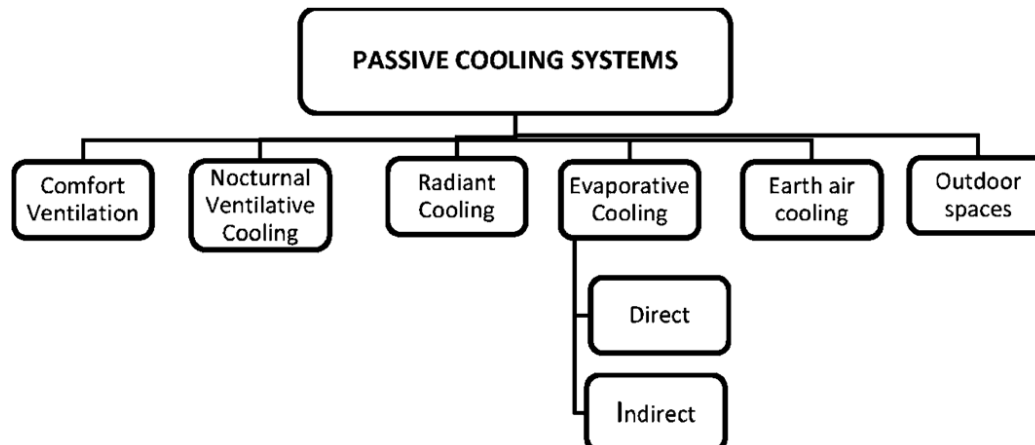 PASSIVE COOLING SYSTEMS
Comfort
Ventilation
Nocturnal
Ventilative
Cooling
Radiant
Cooling
Evaporative
Cooling
Earth air
cooling
Outdoor
spaces
Direct
Indirect